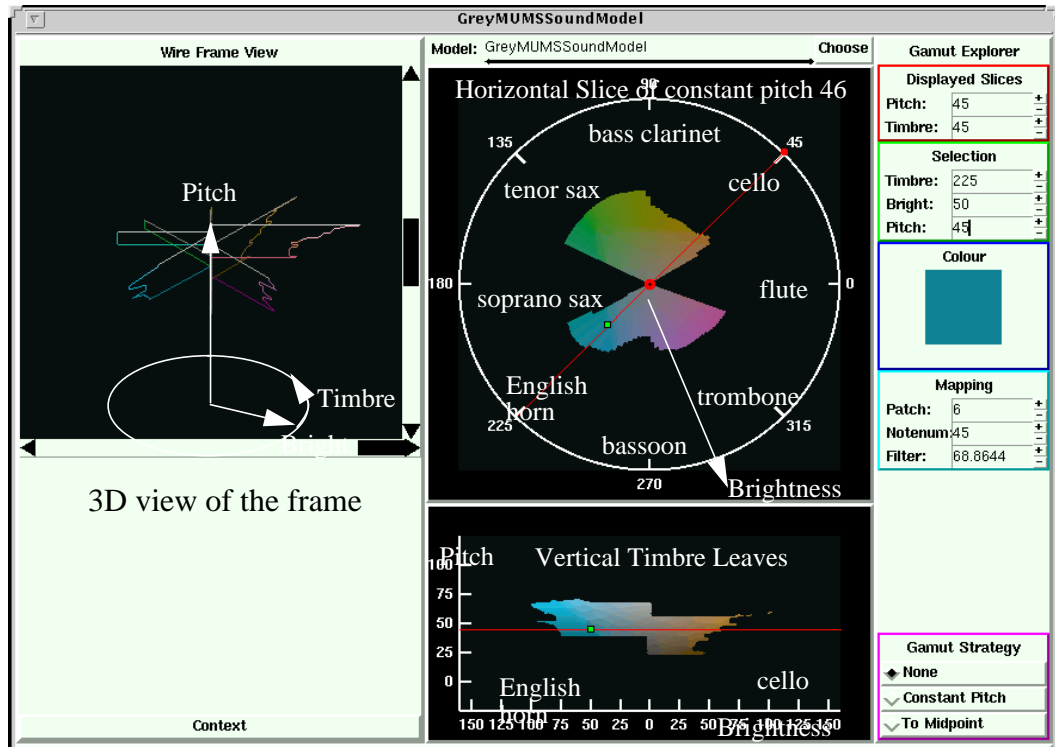 GreyMUMSSoundModel
Wire Frame View
Pitch
Timbre
Bright
3D view of the frame
Context
Model: GreyMUMSSoundModel Choose
Horizontal Slice of constant pitch 46
90
bass clarinet
135
45
tenor sax
cello
180
soprano sax
flute
0
English
horn
trombone
225
315
bassoon
270
Brightness
Pitch
Vertical Timbre Leaves
100
75
50
25
0
English
horn
cello
150 125 100 75 50 25 0 25 50 75 100 125 150
Brightness
Gamut Explorer
Displayed Slices
Pitch: 45 + -
Timbre: 45 + -
Selection
Timbre: 225 + -
Bright: 50 + -
Pitch: 45 + -
Colour
Mapping
Patch: 6 + -
Notenum: 45 + -
Filter: 68.8644 + -
Gamut Strategy
None
Constant Pitch
To Midpoint